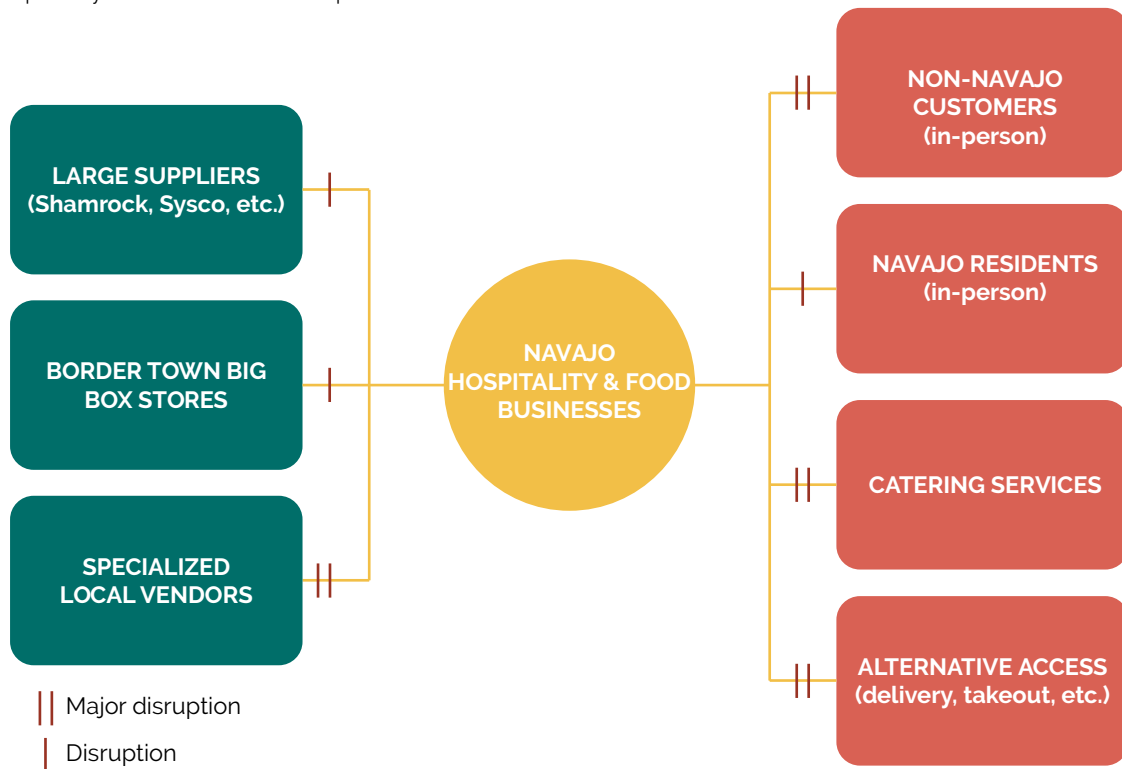 LARGE SUPPLIERS
(Shamrock, Sysco, etc.)
BORDER TOWN BIG
BOX STORES
SPECIALIZED
LOCAL VENDORS
NAVAJO
HOSPITALITY & FOOD
BUSINESSES
NON-NAVAJO
CUSTOMERS
(in-person)
NAVAJO RESIDENTS
(in-person)
CATERING SERVICES
ALTERNATIVE ACCESS
(delivery, takeout, etc.)
Major disruption
Disruption